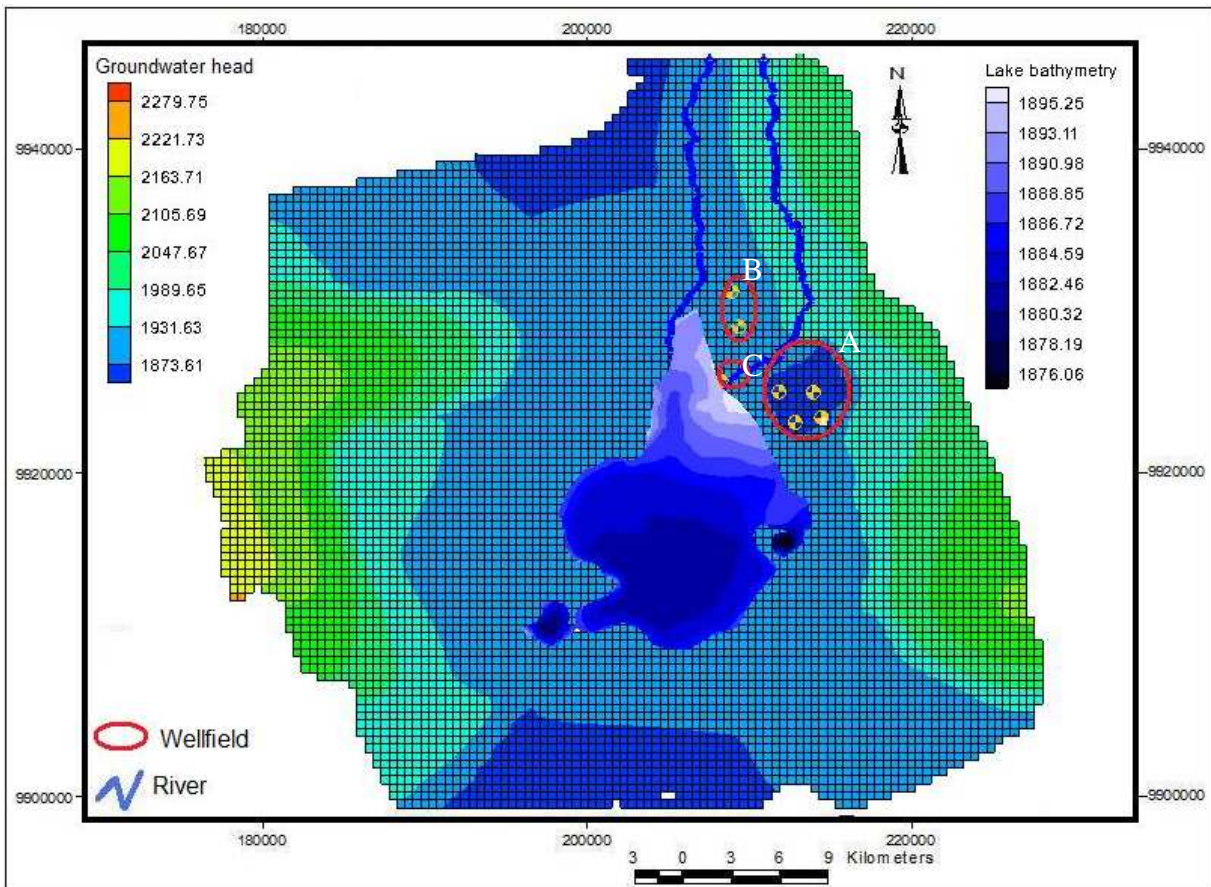 180000 200000 220000
Groundwater head
2279.75
2221.73
2163.71
2105.69
2047.67
1989.65
1931.63
1873.61
N
Lake bathymetry
1895.25
1893.11
1890.98
1888.85
1886.72
1884.59
1882.46
1880.32
1878.19
1876.06
9940000 9940000
B
A
C
9920000 9920000
Wellfield
River
9900000 9900000
180000 200000 220000
3 0 3 6 9 Kilometers